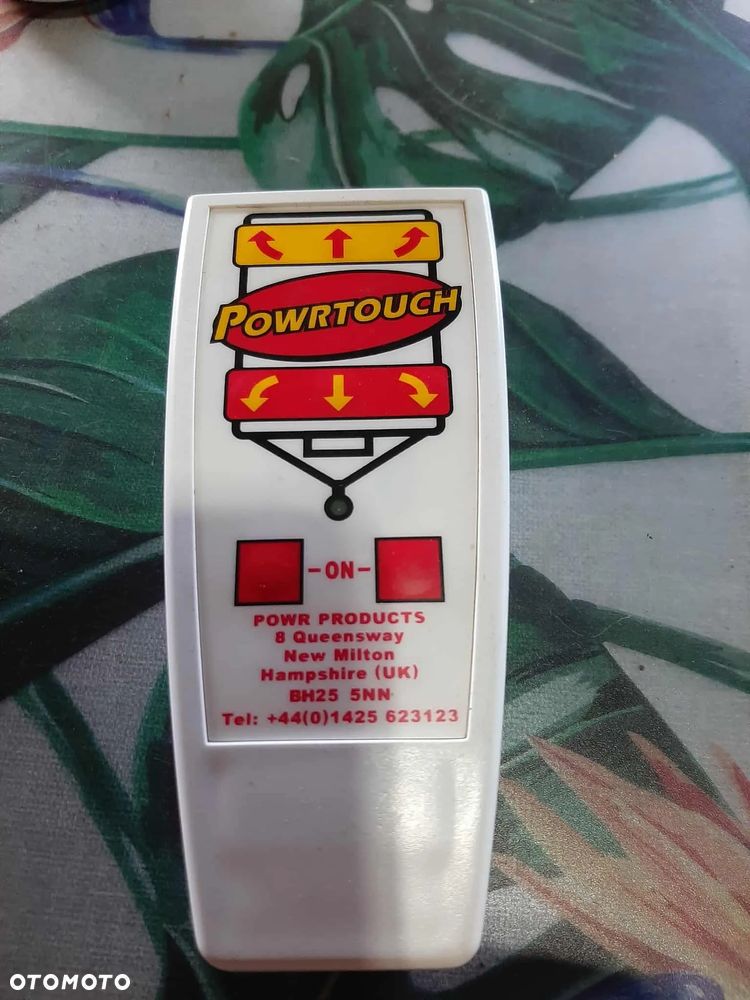 POWRTOUCH
-ON-
POWR PRODUCTS
8 Queensway
New Milton
Hampshire (UK)
BH25 5NN
Tel: +44(0)1425 623123
OTOMOTO